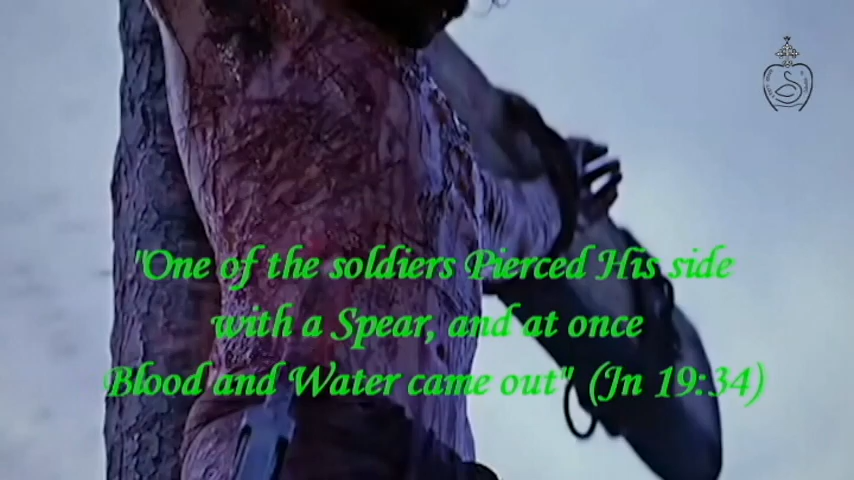 "One of the soldiers Pierced His side
with a Spear, and at once
Blood and Water came out" (Jn 19:34)